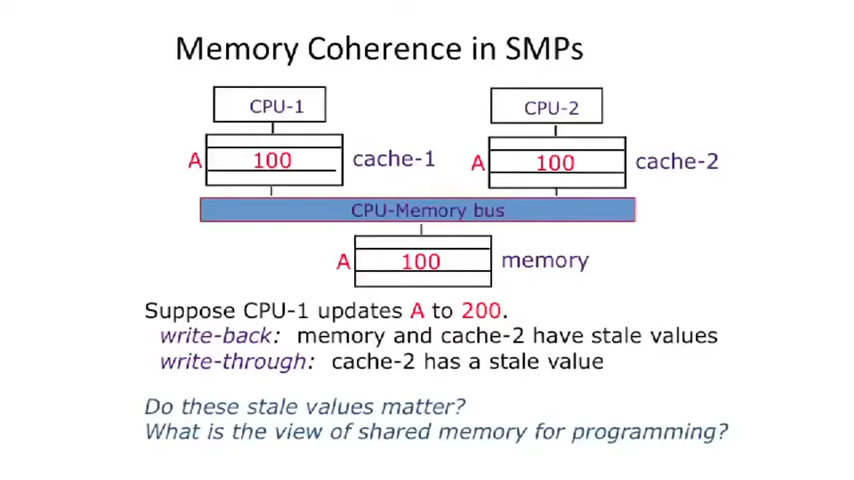 Memory Coherence in SMPs
CPU-1
CPU-2
A 100 cache-1
A 100 cache-2
CPU-Memory bus
A 100 memory
Suppose CPU-1 updates A to 200.
write-back: memory and cache-2 have stale values
write-through: cache-2 has a stale value
Do these stale values matter?
What is the view of shared memory for programming?